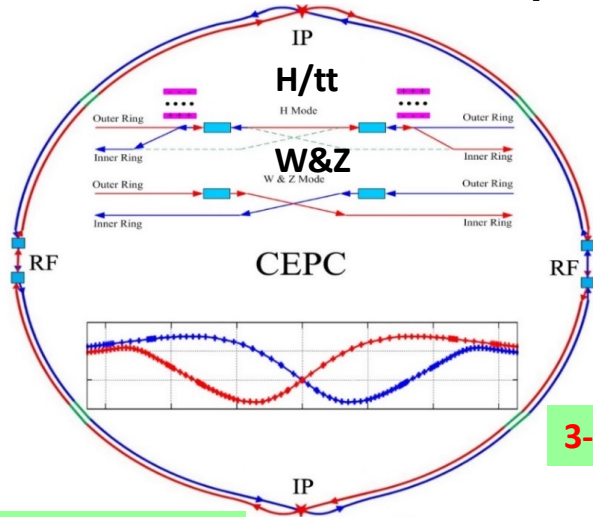 IP
H/tt
Outer Ring
H Mode
Outer Ring
Inner Ring
Inner Ring
W&Z
W & Z Mode
Outer Ring
Outer Ring
Inner Ring
Inner Ring
RF
CEPC
RF
3-
IP